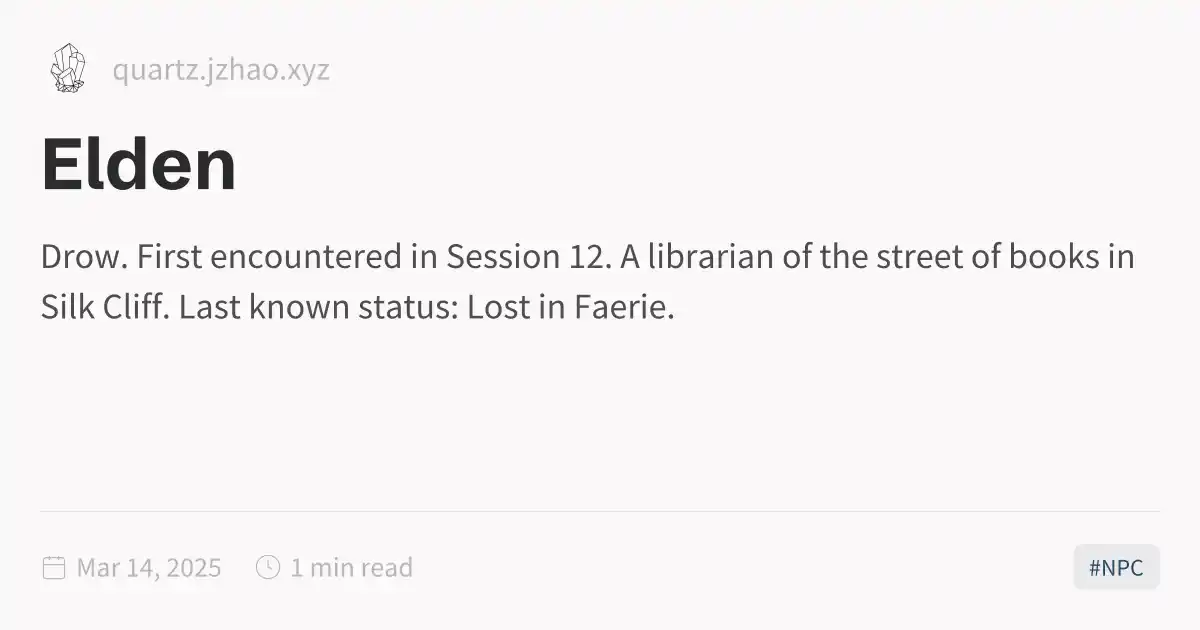 quartz.jzhao.xyz
Elden
Drow. First encountered in Session 12. A librarian of the street of books in
Silk Cliff. Last known status: Lost in Faerie.
Mar 14, 2025 1 min read #NPC